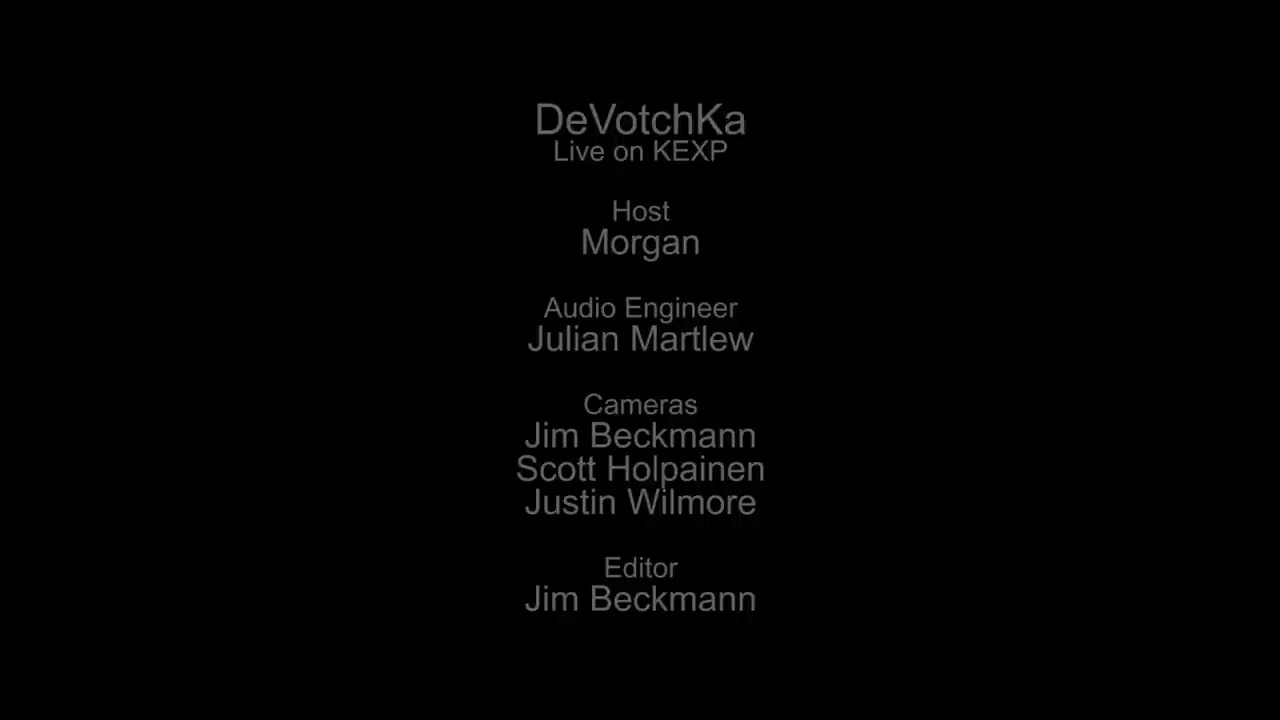 DeVotchKa
Live on KEXP
Host
Morgan
Audio Engineer
Julian Martlew
Cameras
Jim Beckmann
Scott Holpainen
Justin Wilmore
Editor
Jim Beckmann